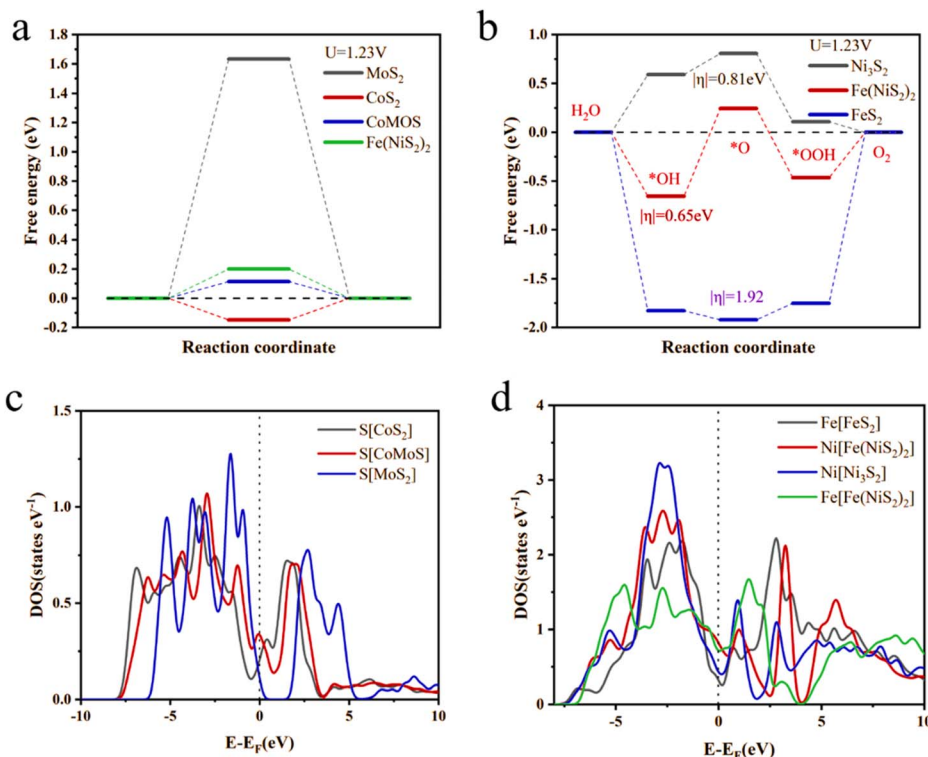 a
1.8
1.6
1.4
1.2
1.0
0.8
0.6
0.4
0.2
0.0
-0.2
Free energy (eV)
Reaction coordinate
U=1.23V
MoS2
CoS2
CoMOS
Fe(NiS2)2
b
0.5
0.0
-0.5
-1.0
-1.5
-2.0
Free energy (eV)
Reaction coordinate
U=1.23V
Ni3S2
Fe(NiS2)2
FeS2
|η|=0.81eV
H2O
*OH
*O
*OOH
O2
|η|=0.65eV
|η|=1.92
c
1.5
1.0
0.5
0.0
DOS(states eV-1)
-10
-5
0
5
10
E-EF(eV)
S[CoS2]
S[CoMoS]
S[MoS2]
d
4
3
2
1
0
DOS(states eV-1)
-5
0
5
10
E-EF(eV)
Fe[FeS2]
Ni[Fe(NiS2)2]
Ni[Ni3S2]
Fe[Fe(NiS2)2]